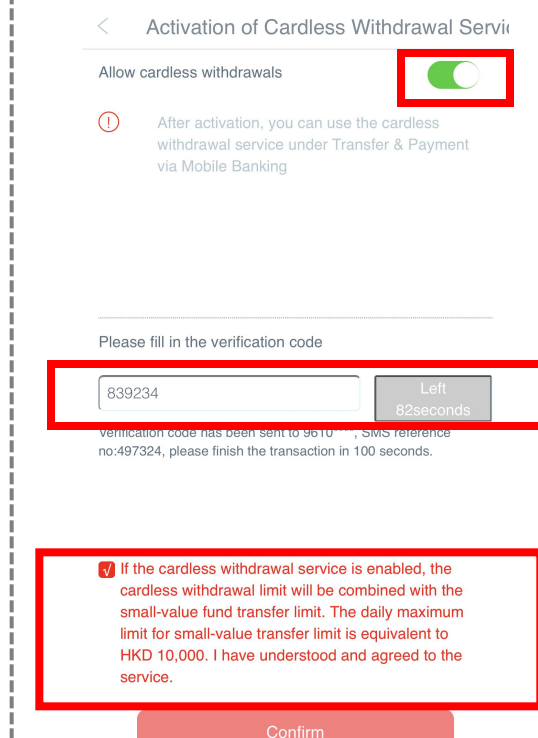 Activation of Cardless Withdrawal Servi
Allow cardless withdrawals
After activation, you can use the cardless
withdrawal service under Transfer & Payment
via Mobile Banking
Please fill in the verification code
839234
Left
82seconds
Verification code has been sent to 9610****, SMS reference
no:497324, please finish the transaction in 100 seconds.
If the cardless withdrawal service is enabled, the
cardless withdrawal limit will be combined with the
small-value fund transfer limit. The daily maximum
limit for small-value transfer limit is equivalent to
HKD 10,000. I have understood and agreed to the
service.
Confirm